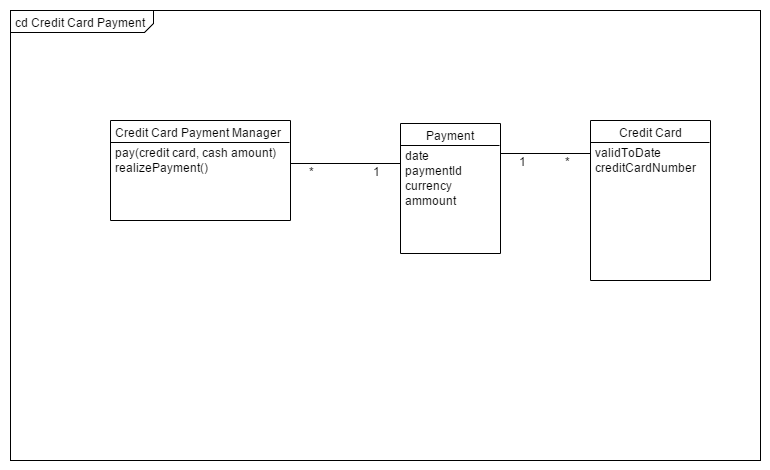 cd Credit Card Payment
Credit Card Payment Manager
pay(credit card, cash amount)
realizePayment()
*
1
Payment
date
paymentId
currency
ammount
1
*
Credit Card
validToDate
creditCardNumber